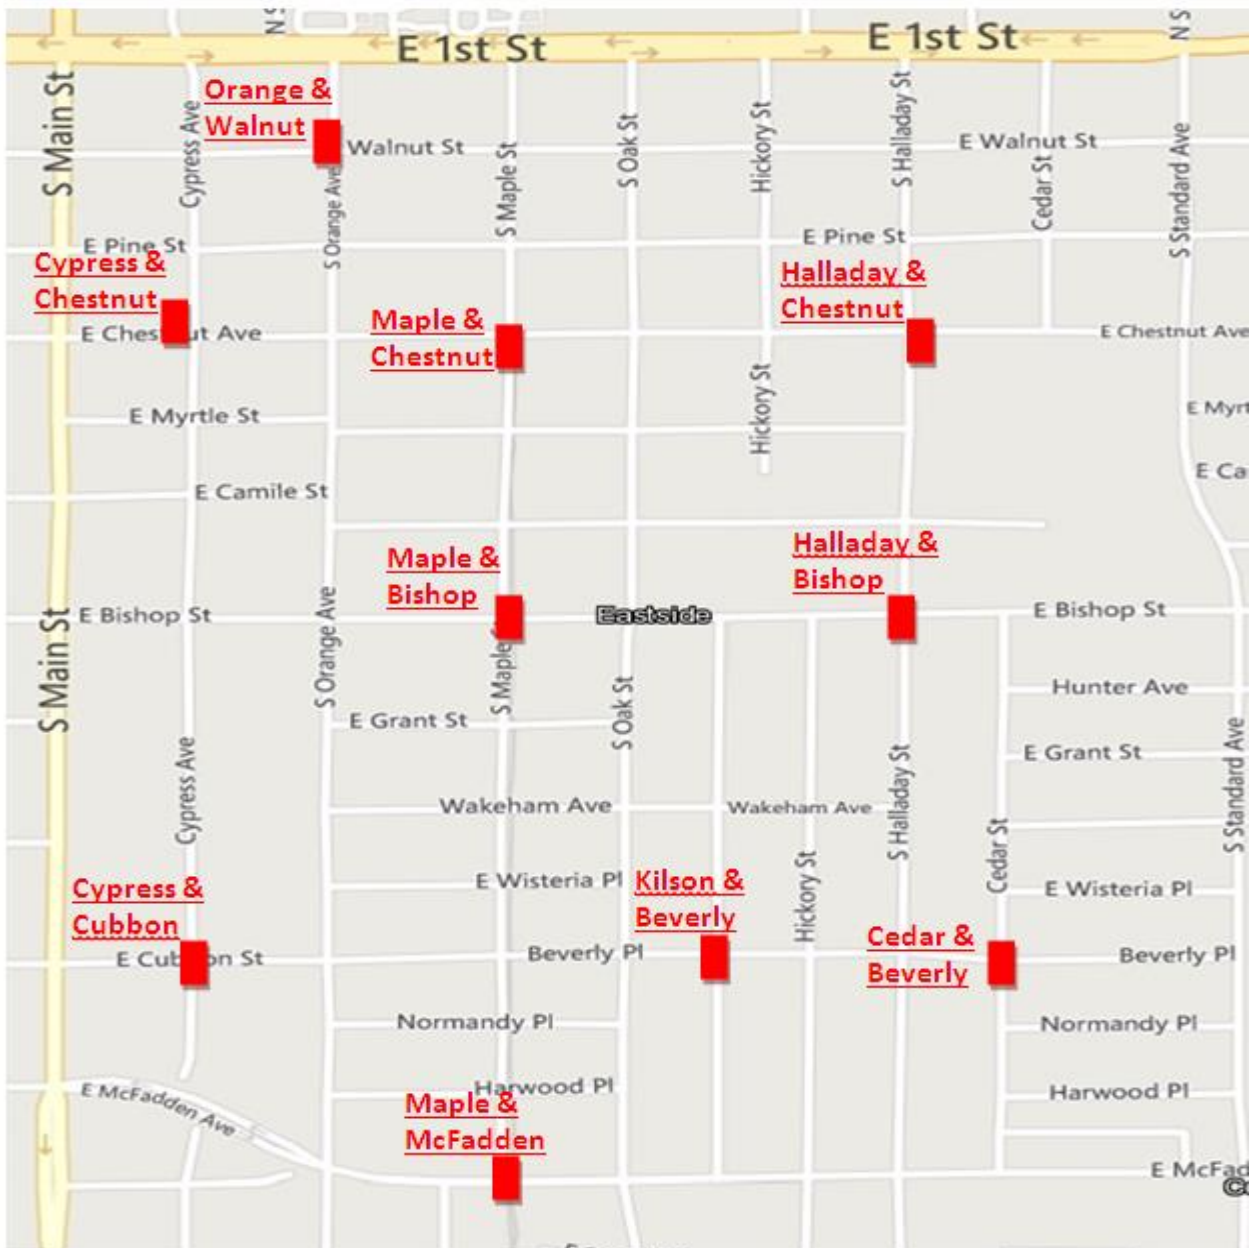 N S
E 1st St
E 1st St
N S
S Main St
Cypress Ave
Orange &
Walnut
Walnut St
S Orange Ave
S Maple St
S Oak St
Hickory St
S Halladay St
E Walnut St
Cedar St
S Standard Ave
E Pine St
E Pine St
Cypress &
Chestnut
Halladay &
Chestnut
Maple &
Chestnut
E Chestnut Ave
E Chestnut Ave
Hickory St
E Myrtle St
E Myrt
E Camile St
E Ca
Maple &
Bishop
Halladay &
Bishop
E Bishop St
Eastside
E Bishop St
S Main St
S Orange Ave
S Maple
S Oak St
Hunter Ave
E Grant St
E Grant St
Cypress Ave
Wakeham Ave
Wakeham Ave
S Halladay St
S Standard Ave
Cedar St
Hickory St
Cypress &
Cubbon
E Wisteria Pl
Kilson &
Beverly
E Wisteria Pl
Cedar &
Beverly
E Cubbon St
Beverly Pl
Beverly Pl
Normandy Pl
Normandy Pl
E McFadden Ave
Harwood Pl
Harwood Pl
Maple &
McFadden
E McFad
Co